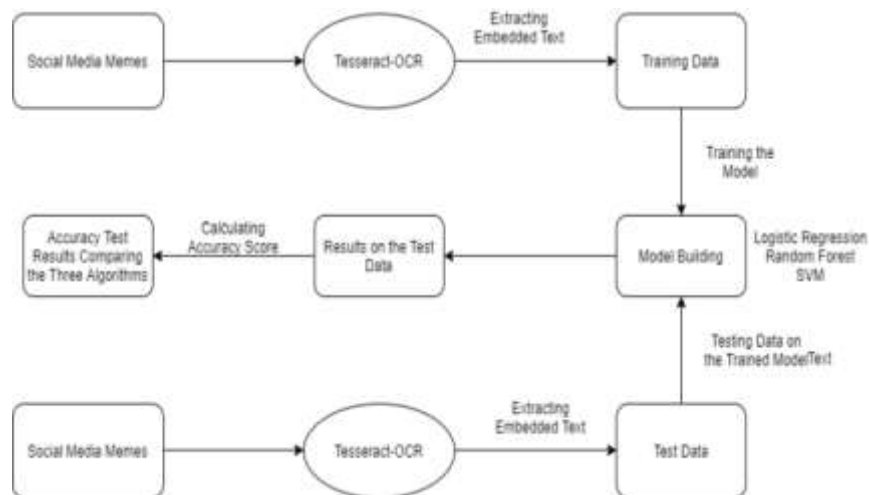 Social Media Memes
Tesseract-OCR
Extracting
Embedded Text
Training Data
Training the
Model
Accuracy Test
Results Comparing
the Three Algorithms
Calculating
Accuracy Score
Results on the Test
Data
Model Building
Logistic Regression
Random Forest
SVM
Testing Data on
the Trained ModelText
Social Media Memes
Tesseract-OCR
Extracting
Embedded Text
Test Data